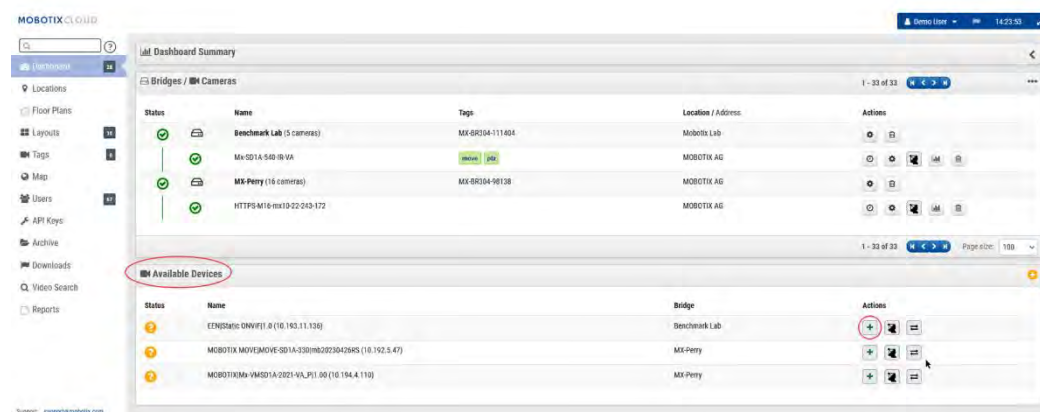 MOBOTIX CLOUD
Demo User 14:23:53
Dashboard 28
Dashboard Summary
Bridges / Cameras 1 - 33 of 33
Locations
Floor Plans
Layouts
Tags
Map
Users 67
API Keys
Archive
Downloads
Video Search
Reports
Status Name Tags Location / Address Actions
Benchmark Lab (5 cameras) MX-BR304-111404 Mobotix Lab
Mx-SD1A-540-IR-VA move ptz MOBOTIX AG
MX-Perry (16 cameras) MX-BR304-98138 MOBOTIX AG
HTTPS-M16-mx10-22-243-172 MOBOTIX AG
1 - 33 of 33 Page size: 100
Available Devices
Status Name Bridge Actions
EEN|Static ONVIF|1.0 (10.193.11.136) Benchmark Lab
MOBOTIX MOVE|MOVE-SD1A-330|mb20230426RS (10.192.5.47) MX-Perry
MOBOTIX|Mx-VMSD1A-2021-VA_P|1.00 (10.194.4.110) MX-Perry